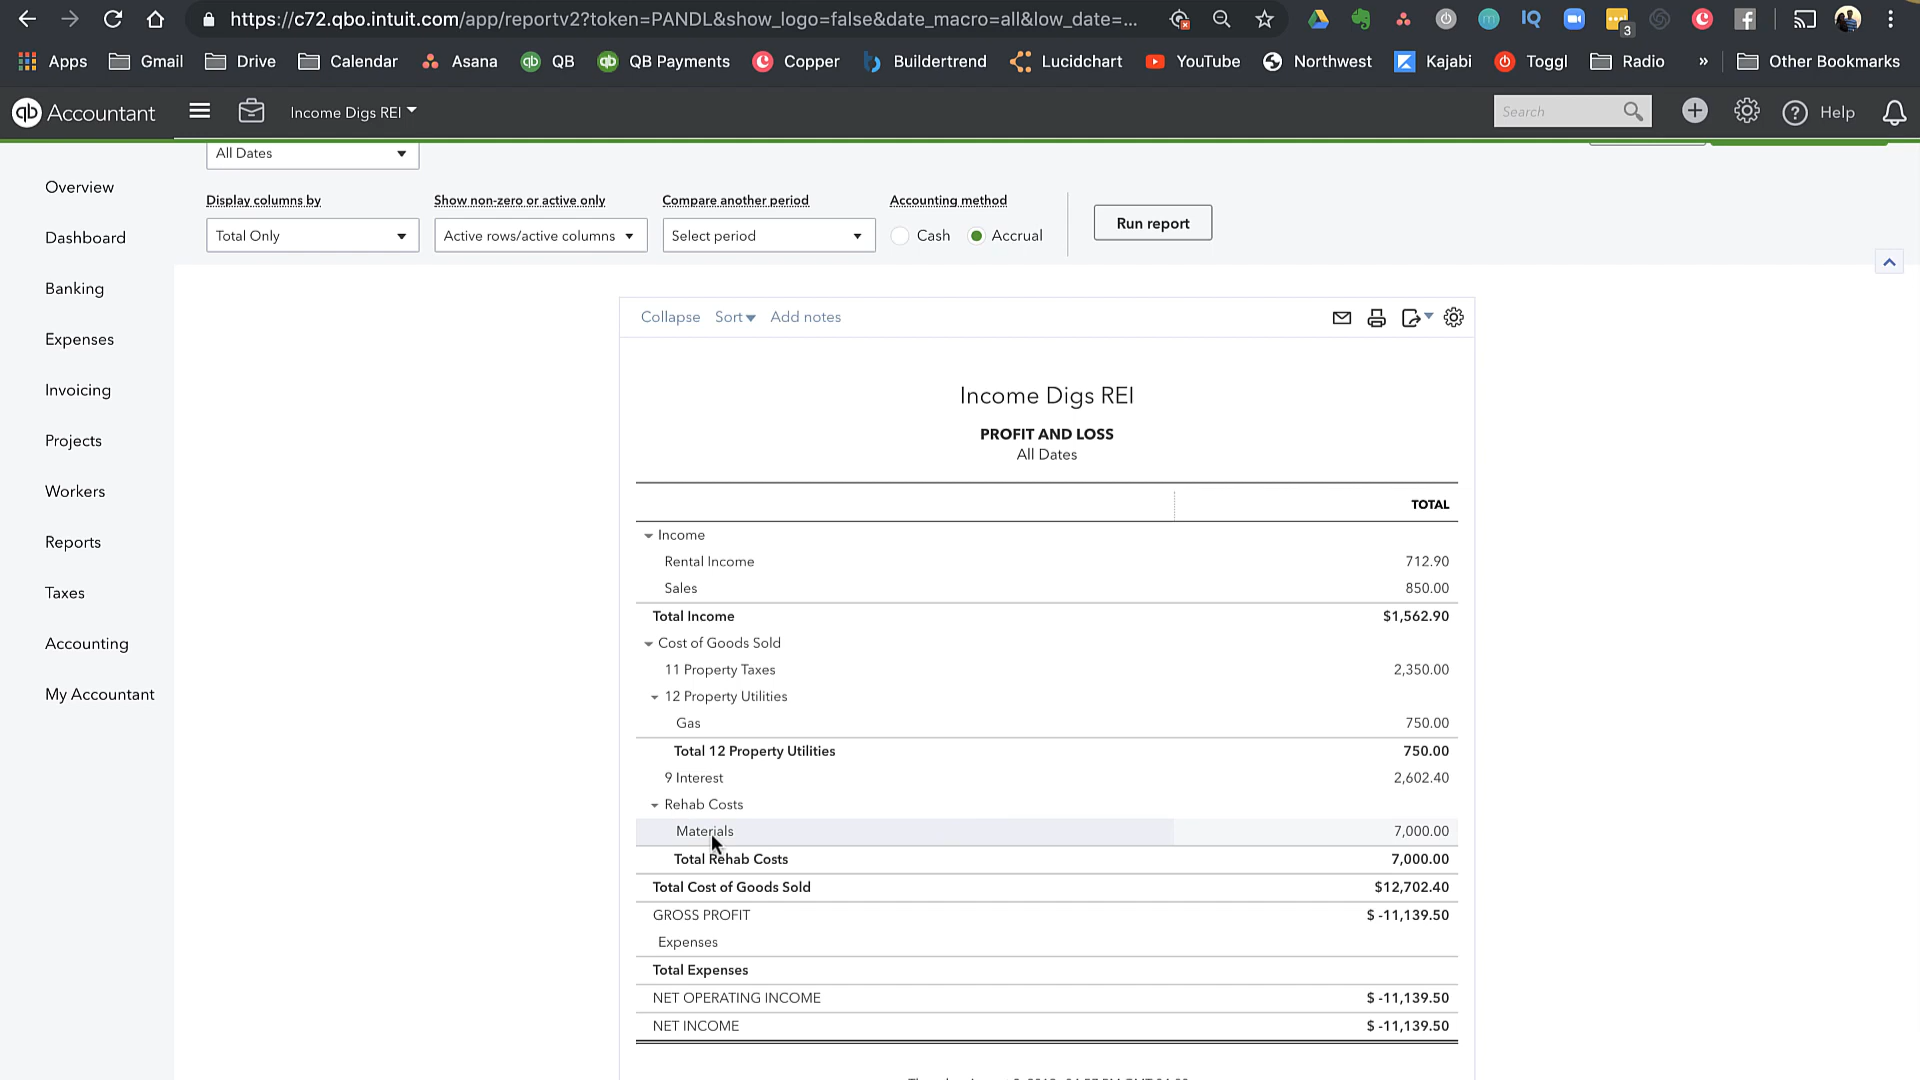 https://c72.qbo.intuit.com/app/reportv2?token=PANDL&show_logo=false&date_macro=all&low_date=...
3
Apps Gmail Drive Calendar Asana QB QB Payments Copper Buildertrend Lucidchart YouTube Northwest Kajabi Toggl Radio » Other Bookmarks
qb Accountant Income Digs REI Search Help
All Dates
Overview
Display columns by Show non-zero or active only Compare another period Accounting method
Total Only Active rows/active columns Select period Cash Accrual Run report
Dashboard
Banking
Expenses
Invoicing
Projects
Workers
Reports
Taxes
Accounting
My Accountant
Collapse Sort Add notes
Income Digs REI
PROFIT AND LOSS
All Dates
TOTAL
Income
Rental Income 712.90
Sales 850.00
Total Income $1,562.90
Cost of Goods Sold
11 Property Taxes 2,350.00
12 Property Utilities
Gas 750.00
Total 12 Property Utilities 750.00
9 Interest 2,602.40
Rehab Costs
Materials 7,000.00
Total Rehab Costs 7,000.00
Total Cost of Goods Sold $12,702.40
GROSS PROFIT $ -11,139.50
Expenses
Total Expenses
NET OPERATING INCOME $ -11,139.50
NET INCOME $ -11,139.50